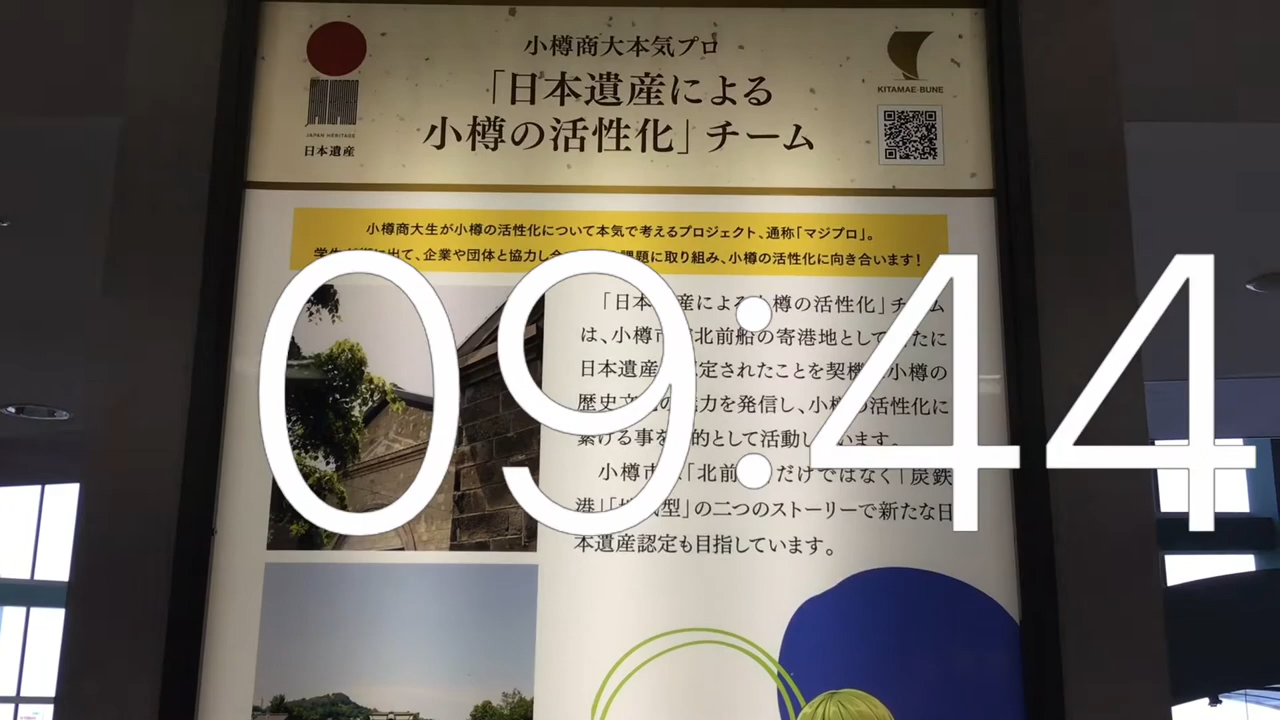 小樽商大本気プロ
「日本遺産による
小樽の活性化」チーム
JAPAN HERITAGE
日本遺産
KITAMAE-BUNE
小樽商大生が小樽の活性化について本気で考えるプロジェクト、通称「マジプロ」。
出て、企業や団体と協力し合 課題に取り組み、小樽の活性化に向き合います!
「日本 産による小樽の活性化」チーム
は、小樽市 北前船の寄港地として たに
日本遺産 定されたことを契機 小樽の
歴史文 の 力を発信し、小樽 活性化に
繋げる事を 的として活動し います。
小樽市 「北前 だけではなく「炭鉄
港」「 型」の二つのストーリーで新たな日
本遺産認定も目指しています。
09:44